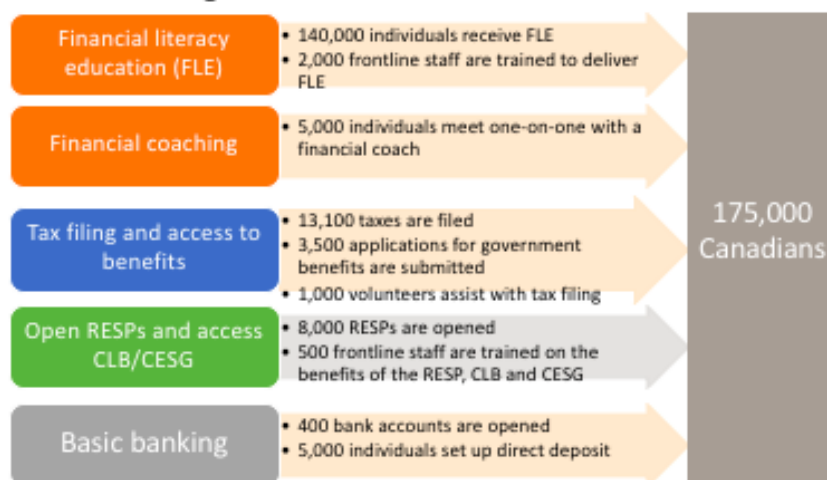 Financial literacy
education (FLE)
• 140,000 individuals receive FLE
• 2,000 frontline staff are trained to deliver
FLE
Financial coaching
• 5,000 individuals meet one-on-one with a
financial coach
Tax filing and access to
benefits
• 13,100 taxes are filed
• 3,500 applications for government
benefits are submitted
• 1,000 volunteers assist with tax filing
Open RESPs and access
CLB/CESG
• 8,000 RESPs are opened
• 500 frontline staff are trained on the
benefits of the RESP, CLB and CESG
Basic banking
• 400 bank accounts are opened
• 5,000 individuals set up direct deposit
175,000
Canadians